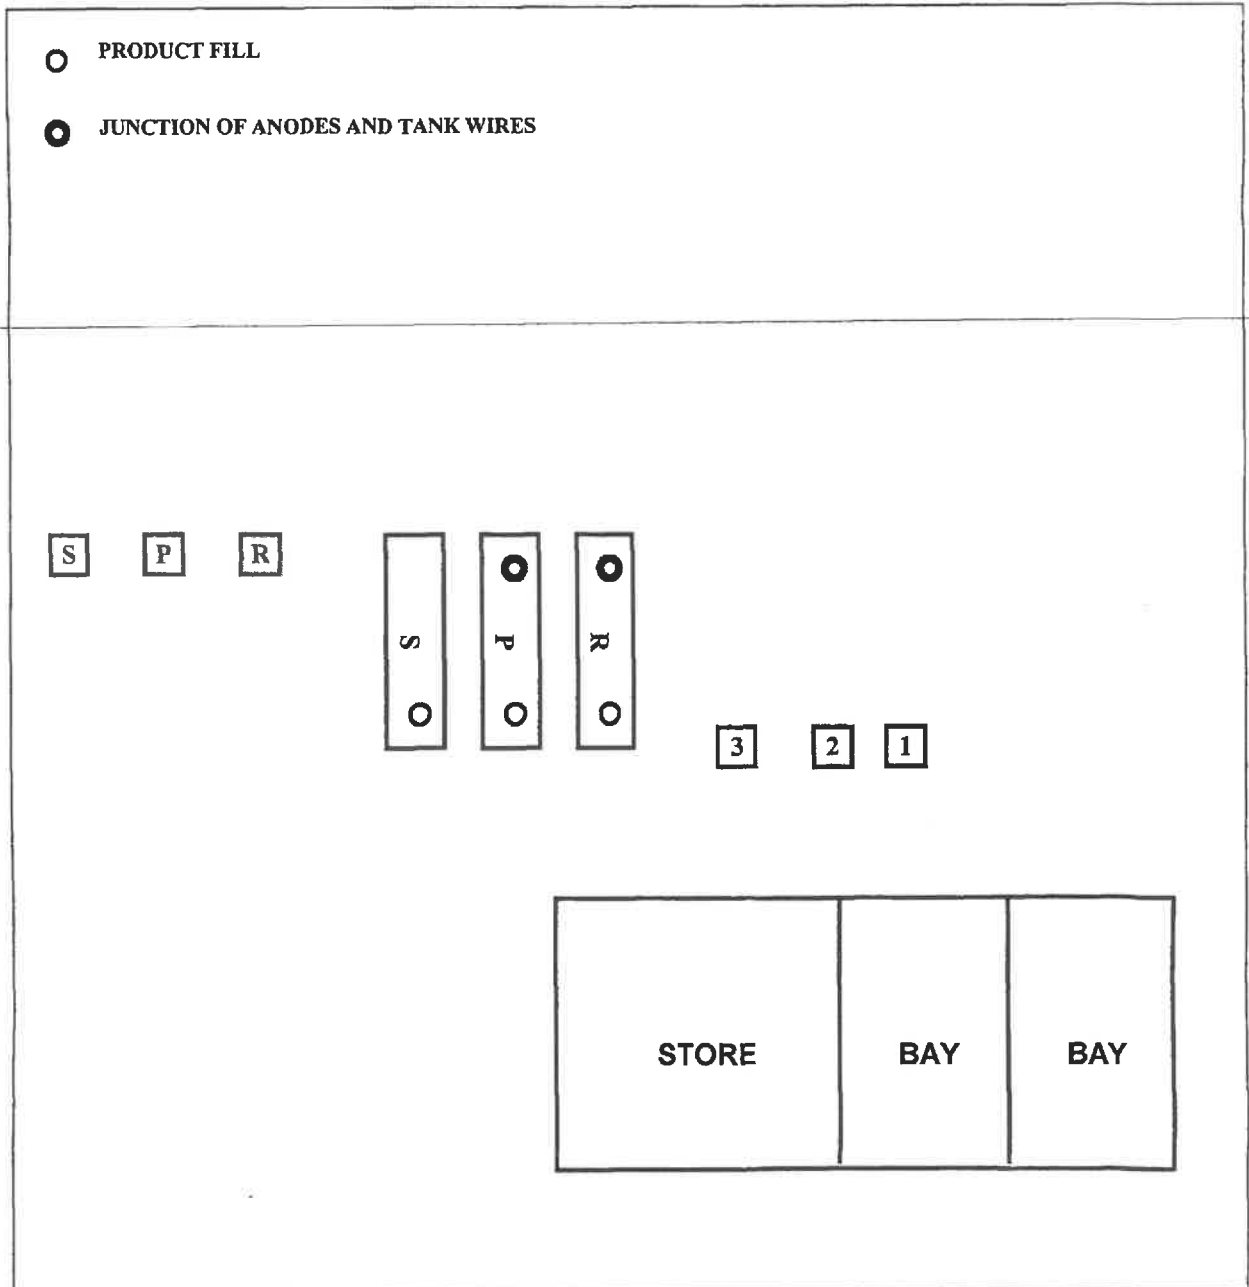 PRODUCT FILL
JUNCTION OF ANODES AND TANK WIRES
S P R
S P R
3 2 1
STORE BAY BAY